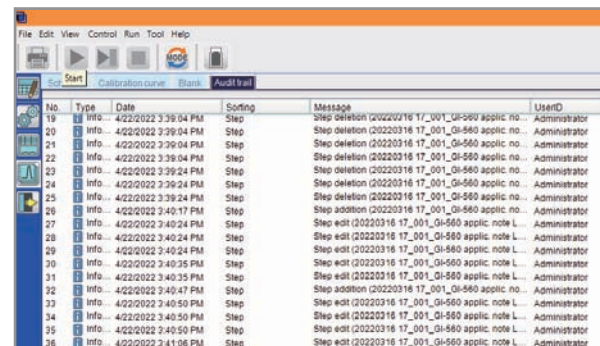 File Edit View Control Run Tool Help
MODE
Start
Calibration curve Blank Audit trail
No. Type Date Sorting Message UserID
19 Info... 4/22/2022 3:39:04 PM Step Step deletion (20220316 17_001_GI-560 applic. no... Administrator
20 Info... 4/22/2022 3:39:04 PM Step Step deletion (20220316 17_001_GI-560 applic. no... Administrator
21 Info... 4/22/2022 3:39:04 PM Step Step deletion (20220316 17_001_GI-560 applic. no... Administrator
22 Info... 4/22/2022 3:39:04 PM Step Step deletion (20220316 17_001_GI-560 applic. no... Administrator
23 Info... 4/22/2022 3:39:24 PM Step Step deletion (20220316 17_001_GI-560 applic. no... Administrator
24 Info... 4/22/2022 3:39:24 PM Step Step deletion (20220316 17_001_GI-560 applic. no... Administrator
25 Info... 4/22/2022 3:39:24 PM Step Step deletion (20220316 17_001_GI-560 applic. no... Administrator
26 Info... 4/22/2022 3:40:17 PM Step Step addition (20220316 17_001_GI-560 applic. no... Administrator
27 Info... 4/22/2022 3:40:24 PM Step Step edit (20220316 17_001_GI-560 applic. note L... Administrator
28 Info... 4/22/2022 3:40:24 PM Step Step edit (20220316 17_001_GI-560 applic. note L... Administrator
29 Info... 4/22/2022 3:40:24 PM Step Step edit (20220316 17_001_GI-560 applic. note L... Administrator
30 Info... 4/22/2022 3:40:35 PM Step Step edit (20220316 17_001_GI-560 applic. note L... Administrator
31 Info... 4/22/2022 3:40:35 PM Step Step edit (20220316 17_001_GI-560 applic. note L... Administrator
32 Info... 4/22/2022 3:40:47 PM Step Step addition (20220316 17_001_GI-560 applic. no... Administrator
33 Info... 4/22/2022 3:40:50 PM Step Step edit (20220316 17_001_GI-560 applic. note L... Administrator
34 Info... 4/22/2022 3:40:50 PM Step Step edit (20220316 17_001_GI-560 applic. note L... Administrator
35 Info... 4/22/2022 3:40:50 PM Step Step edit (20220316 17_001_GI-560 applic. note L... Administrator
36 Info... 4/22/2022 3:41:06 PM Step Step edit (20220316 17_001_GI-560 applic. note L... Administrator